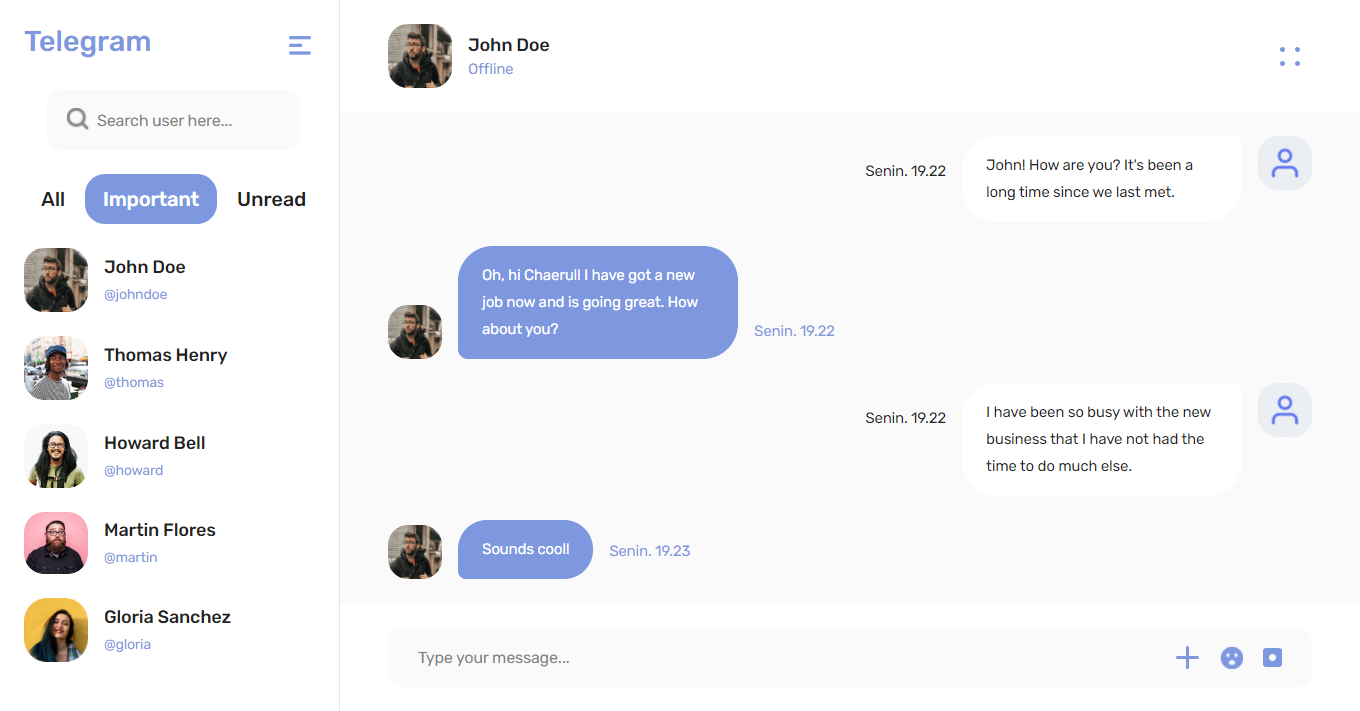 Telegram
Search user here...
All
Important
Unread
John Doe
@johndoe
Thomas Henry
@thomas
Howard Bell
@howard
Martin Flores
@martin
Gloria Sanchez
@gloria
John Doe
Offline
Senin. 19.22
John! How are you? It's been a
long time since we last met.
Oh, hi Chaerull I have got a new
job now and is going great. How
about you?
Senin. 19.22
Senin. 19.22
I have been so busy with the new
business that I have not had the
time to do much else.
Sounds cool!
Senin. 19.23
Type your message...